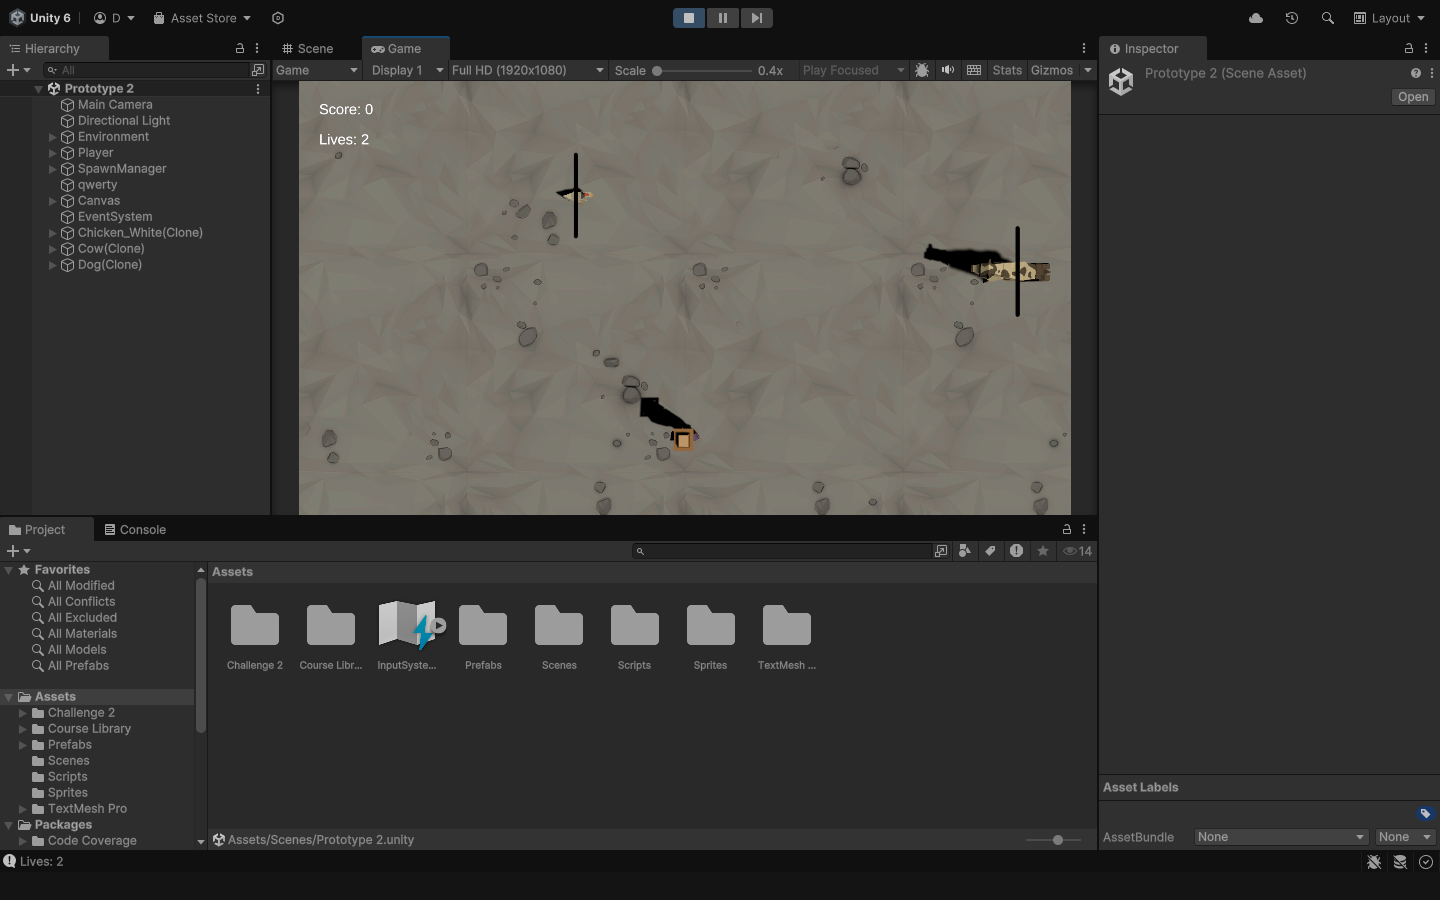 Unity 6
D
Asset Store
Layout
Hierarchy
Scene
Game
Inspector
All
Game
Display 1
Full HD (1920x1080)
Scale
0.4x
Play Focused
Stats
Gizmos
Prototype 2 (Scene Asset)
Open
Prototype 2
Main Camera
Directional Light
Environment
Player
SpawnManager
qwerty
Canvas
EventSystem
Chicken_White(Clone)
Cow(Clone)
Dog(Clone)
Score: 0
Lives: 2
Project
Console
14
Favorites
All Modified
All Conflicts
All Excluded
All Materials
All Models
All Prefabs
Assets
Challenge 2
Course Library
Prefabs
Scenes
Scripts
Sprites
TextMesh Pro
Packages
Code Coverage
Assets
Challenge 2
Course Libr...
InputSyste...
Prefabs
Scenes
Scripts
Sprites
TextMesh ...
Assets/Scenes/Prototype 2.unity
Asset Labels
AssetBundle
None
None
Lives: 2